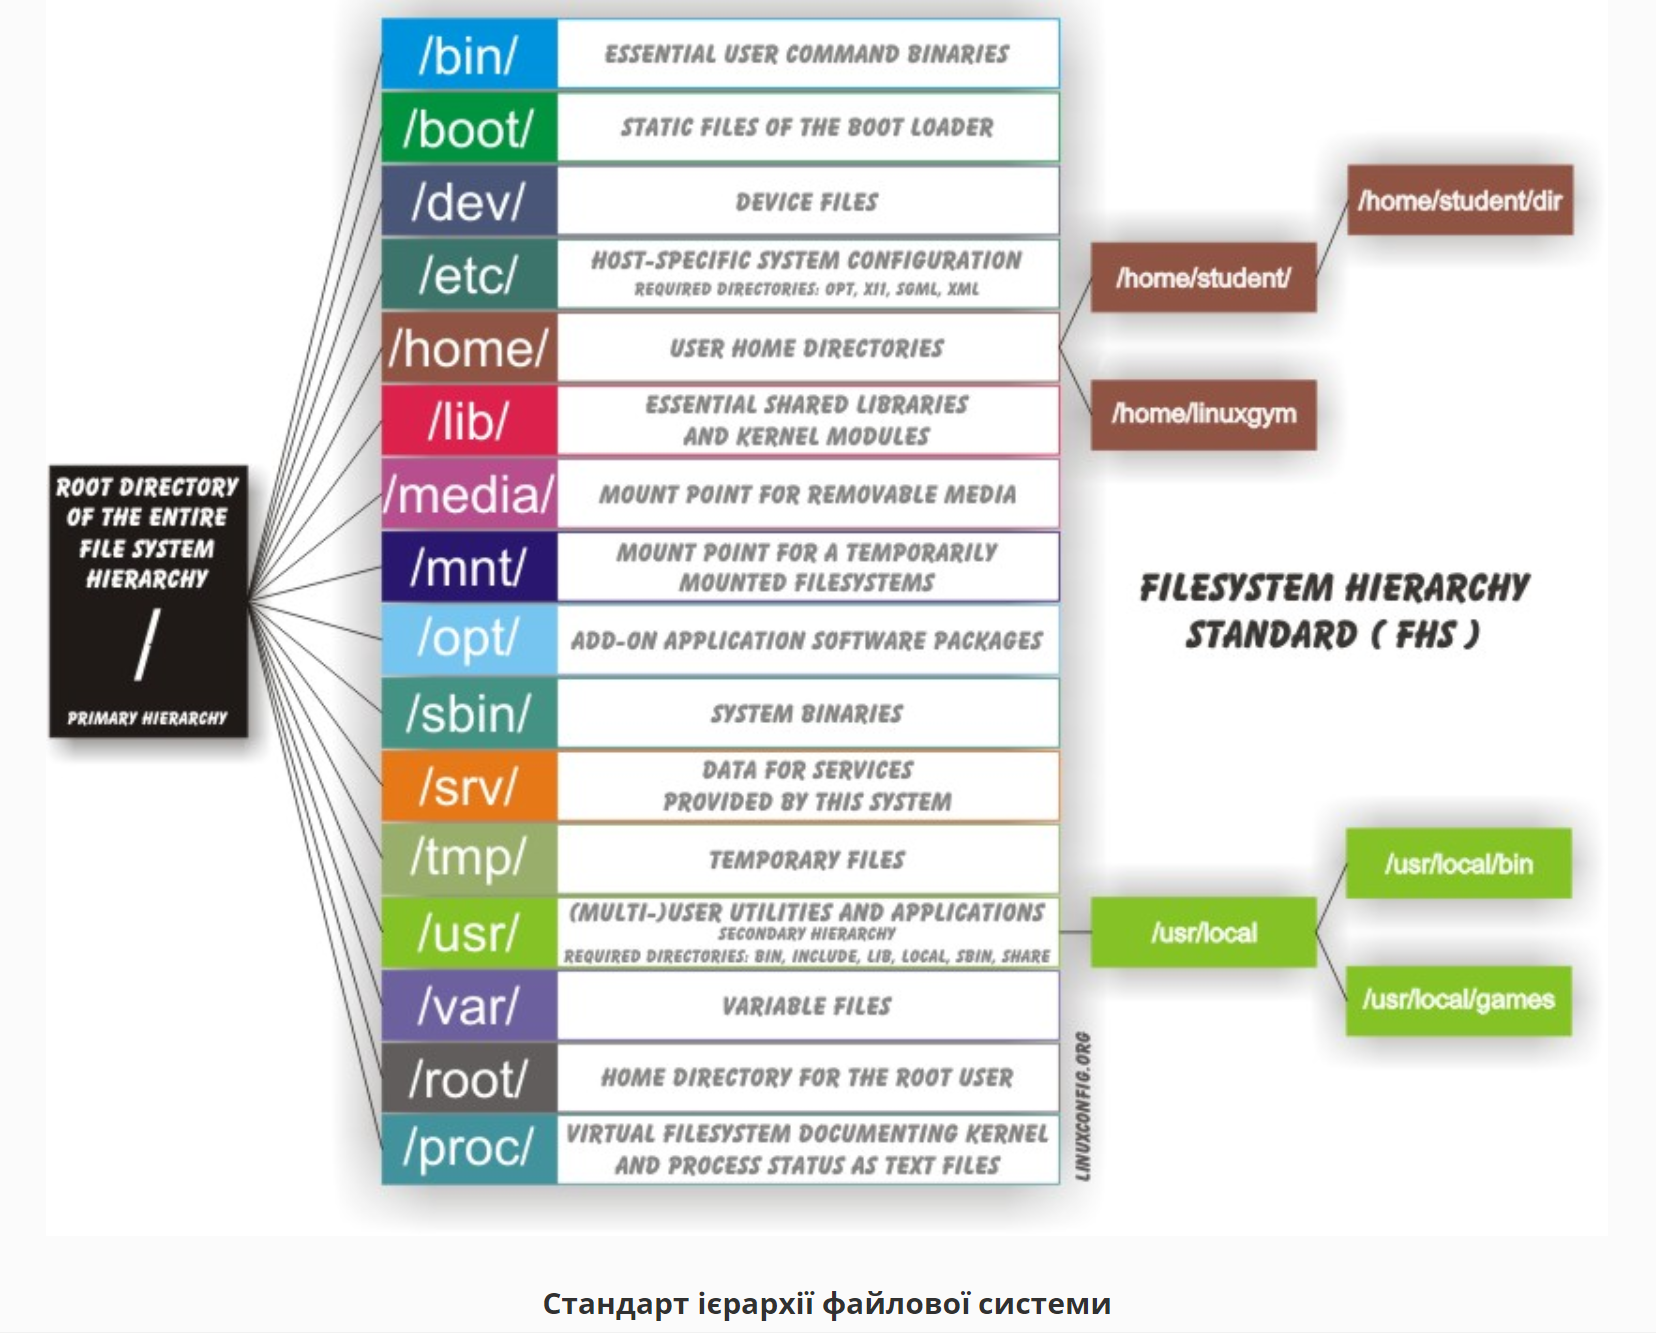 /bin/
ESSENTIAL USER COMMAND BINARIES
/boot/
STATIC FILES OF THE BOOT LOADER
/dev/
DEVICE FILES
/etc/
HOST-SPECIFIC SYSTEM CONFIGURATION
REQUIRED DIRECTORIES: OPT, X11, SGML, XML
/home/
USER HOME DIRECTORIES
/home/student/
/home/student/dir
/home/linuxgym
/lib/
ESSENTIAL SHARED LIBRARIES
AND KERNEL MODULES
/media/
MOUNT POINT FOR REMOVABLE MEDIA
/mnt/
MOUNT POINT FOR A TEMPORARILY
MOUNTED FILESYSTEMS
/opt/
ADD-ON APPLICATION SOFTWARE PACKAGES
/sbin/
SYSTEM BINARIES
/srv/
DATA FOR SERVICES
PROVIDED BY THIS SYSTEM
/tmp/
TEMPORARY FILES
/usr/
(MULTI-)USER UTILITIES AND APPLICATIONS
SECONDARY HIERARCHY
REQUIRED DIRECTORIES: BIN, INCLUDE, LIB, LOCAL, SBIN, SHARE
/usr/local
/usr/local/bin
/usr/local/games
/var/
VARIABLE FILES
/root/
HOME DIRECTORY FOR THE ROOT USER
/proc/
VIRTUAL FILESYSTEM DOCUMENTING KERNEL
AND PROCESS STATUS AS TEXT FILES
ROOT DIRECTORY
OF THE ENTIRE
FILE SYSTEM
HIERARCHY
/
PRIMARY HIERARCHY
FILESYSTEM HIERARCHY
STANDARD ( FHS )
LINUXCONFIG.ORG
Стандарт ієрархії файлової системи